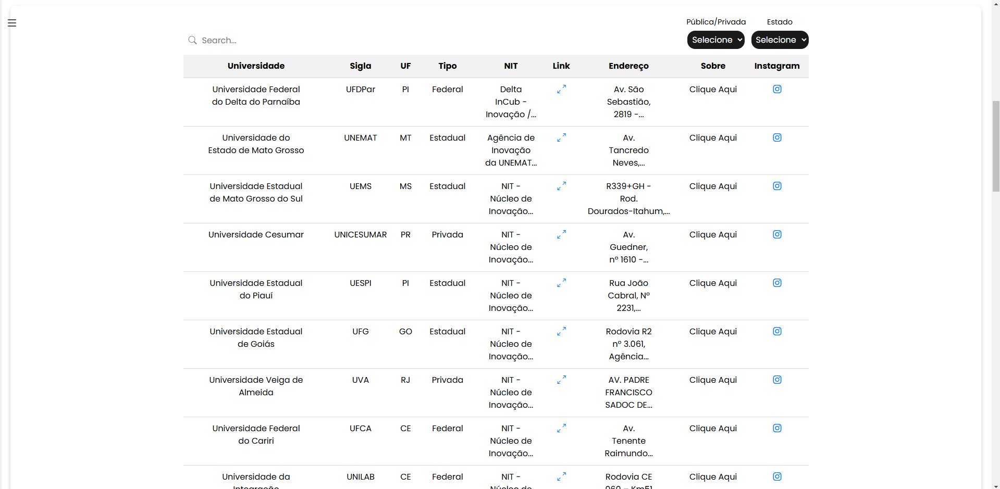 Pública/Privada Estado
Search...
Selecione Selecione
Universidade Sigla UF Tipo NIT Link Endereço Sobre Instagram
Universidade Federal UFDPar PI Federal Delta Av. São Clique Aqui
do Delta do Parnaíba InCub - Sebastião,
Inovação /... 2819 -...
Universidade do UNEMAT MT Estadual Agência de Av. Clique Aqui
Estado de Mato Grosso Inovação Tancredo
da UNEMAT... Neves,...
Universidade Estadual UEMS MS Estadual NIT - R339+GH - Clique Aqui
de Mato Grosso do Sul Núcleo de Rod.
Inovação... Dourados-Itahum,...
Universidade Cesumar UNICESUMAR PR Privada NIT - Av. Clique Aqui
Núcleo de Guedner,
Inovação... nº 1610 -...
Universidade Estadual UESPI PI Estadual NIT - Rua João Clique Aqui
do Piauí Núcleo de Cabral, Nº
Inovação... 2231,...
Universidade Estadual UFG GO Estadual NIT - Rodovia R2 Clique Aqui
de Goiás Núcleo de nº 3.061,
Inovação... Agência...
Universidade Veiga de UVA RJ Privada NIT - AV. PADRE Clique Aqui
Almeida Núcleo de FRANCISCO
Inovação... SADOC DE...
Universidade Federal UFCA CE Federal NIT - Av. Clique Aqui
do Cariri Núcleo de Tenente
Inovação... Raimundo...
Universidade da UNILAB CE Federal NIT - Rodovia CE Clique Aqui
Integração Núcleo de 060 – Km51